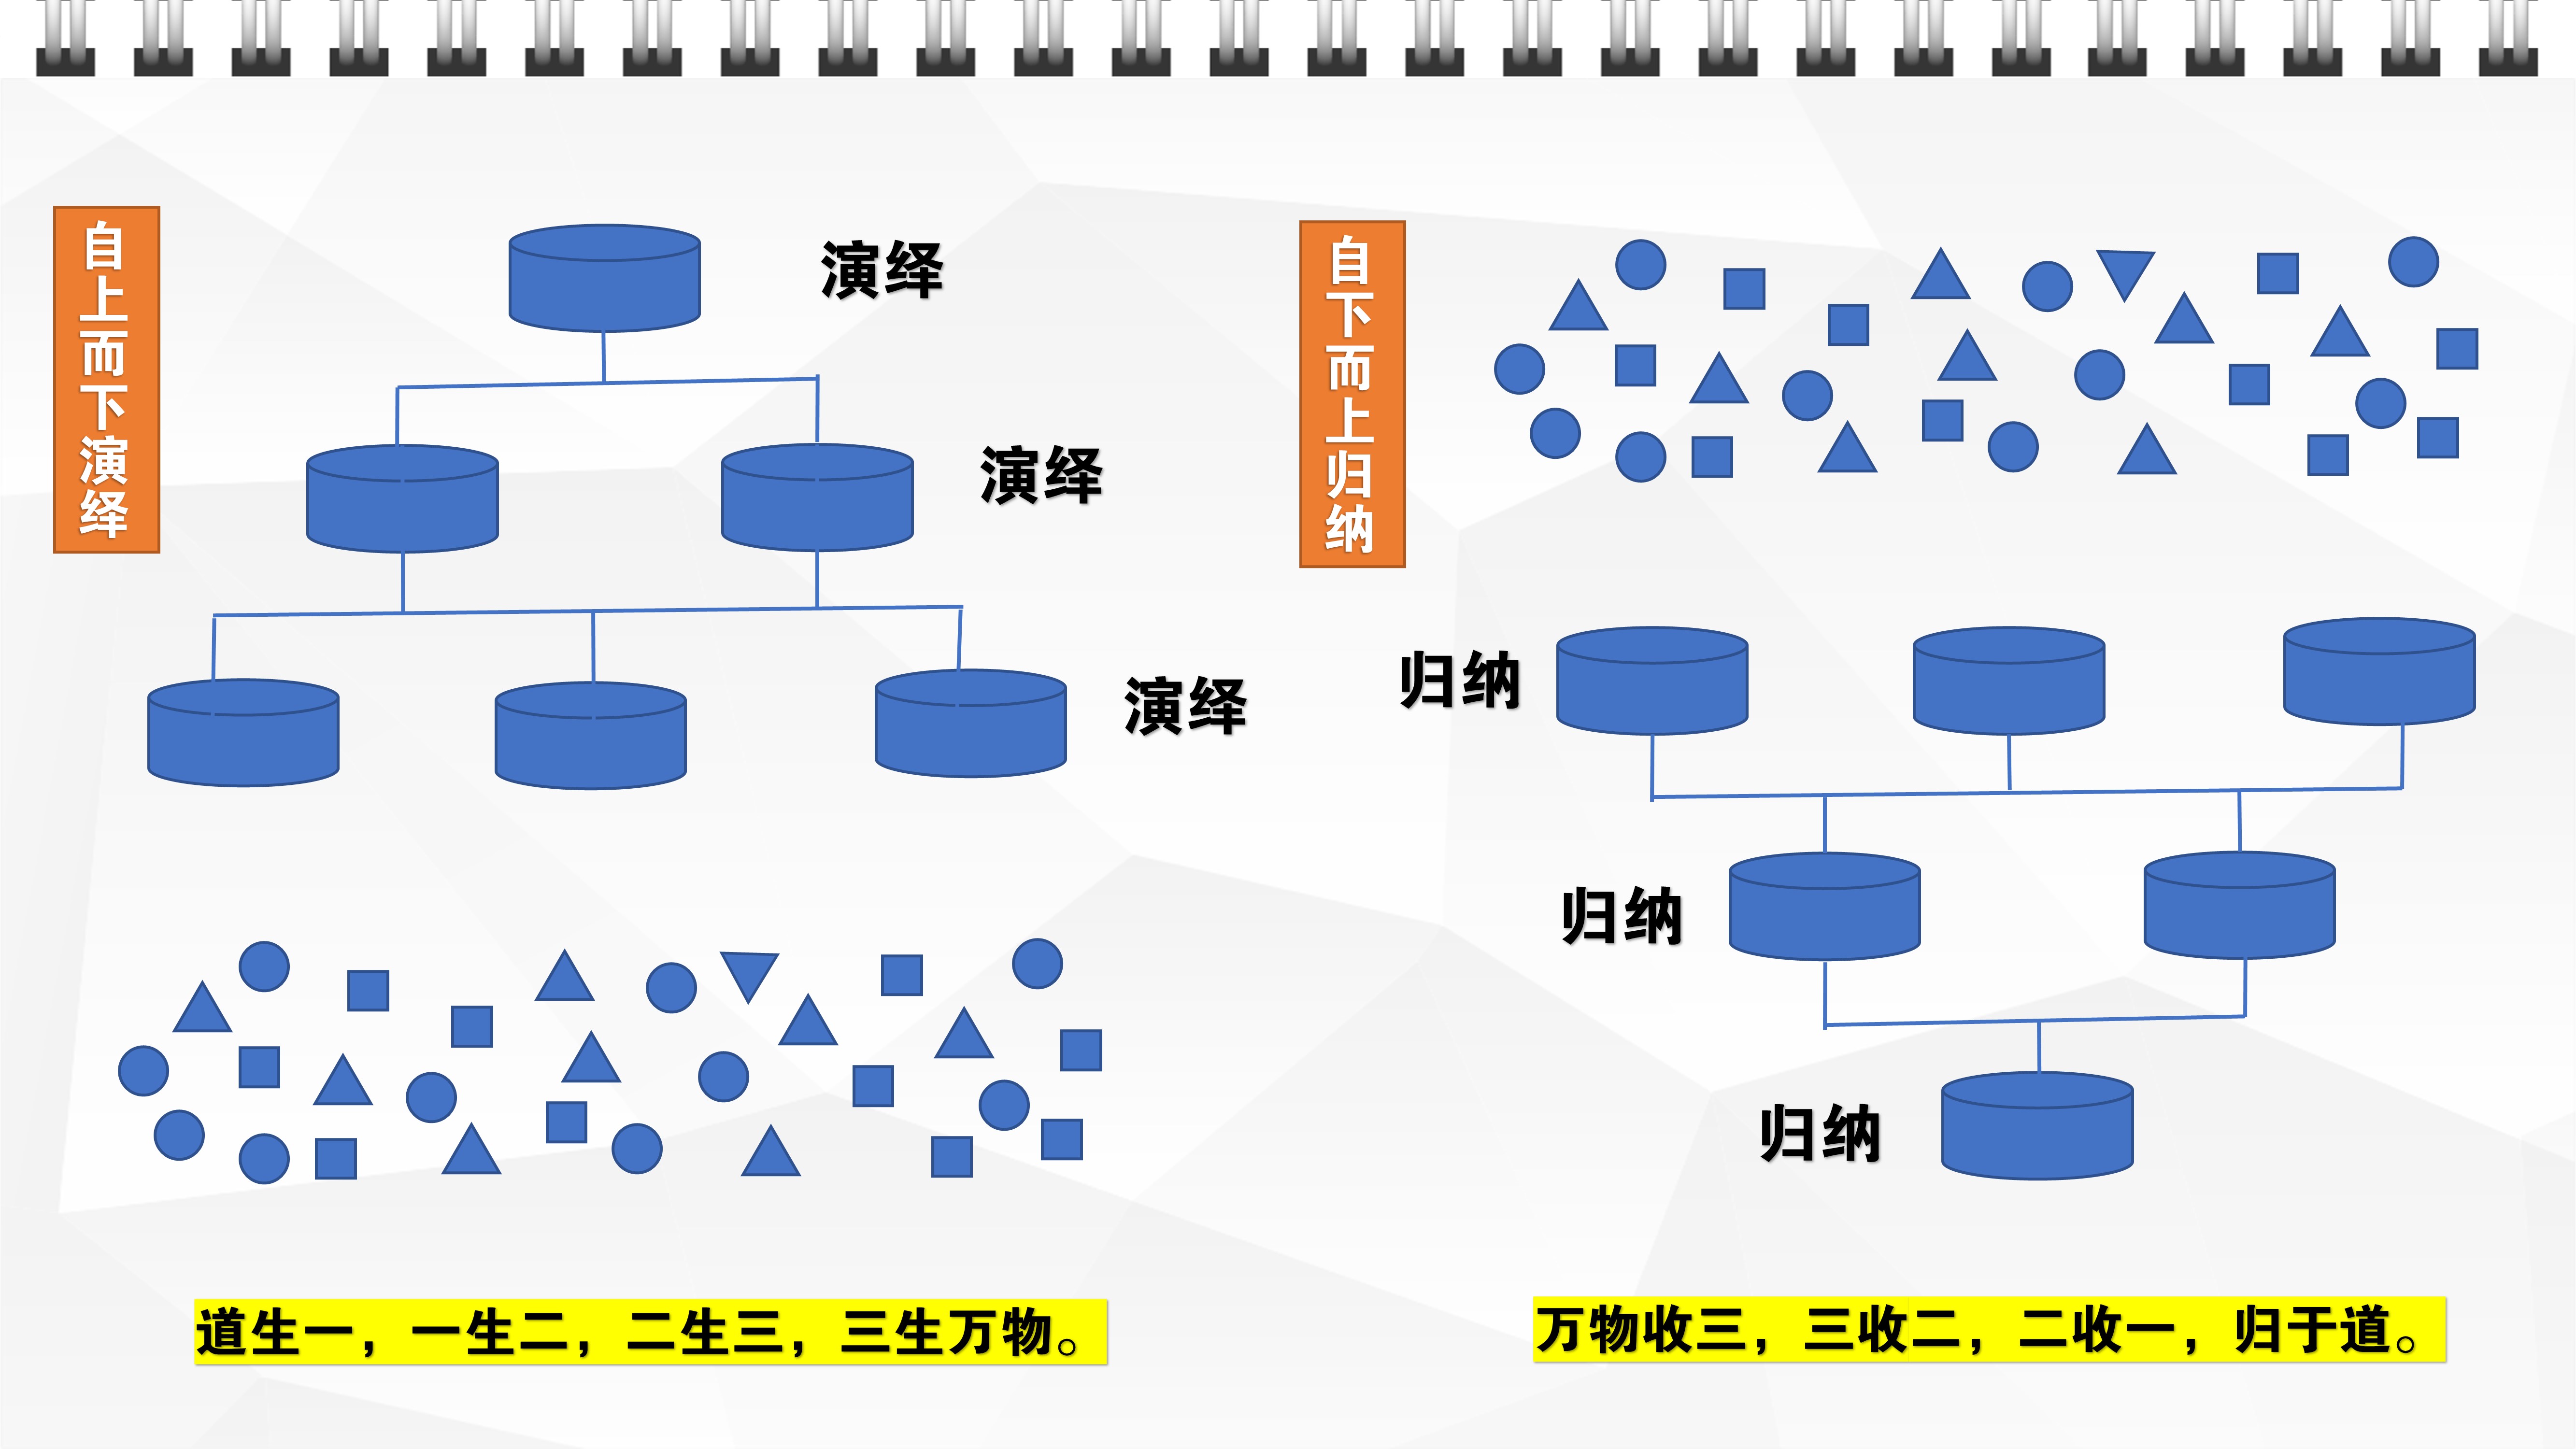 自上而下演绎
演绎
演绎
演绎
道生一，一生二，二生三，三生万物。
自下而上归纳
归纳
归纳
归纳
万物收三，三收二，二收一，归于道。